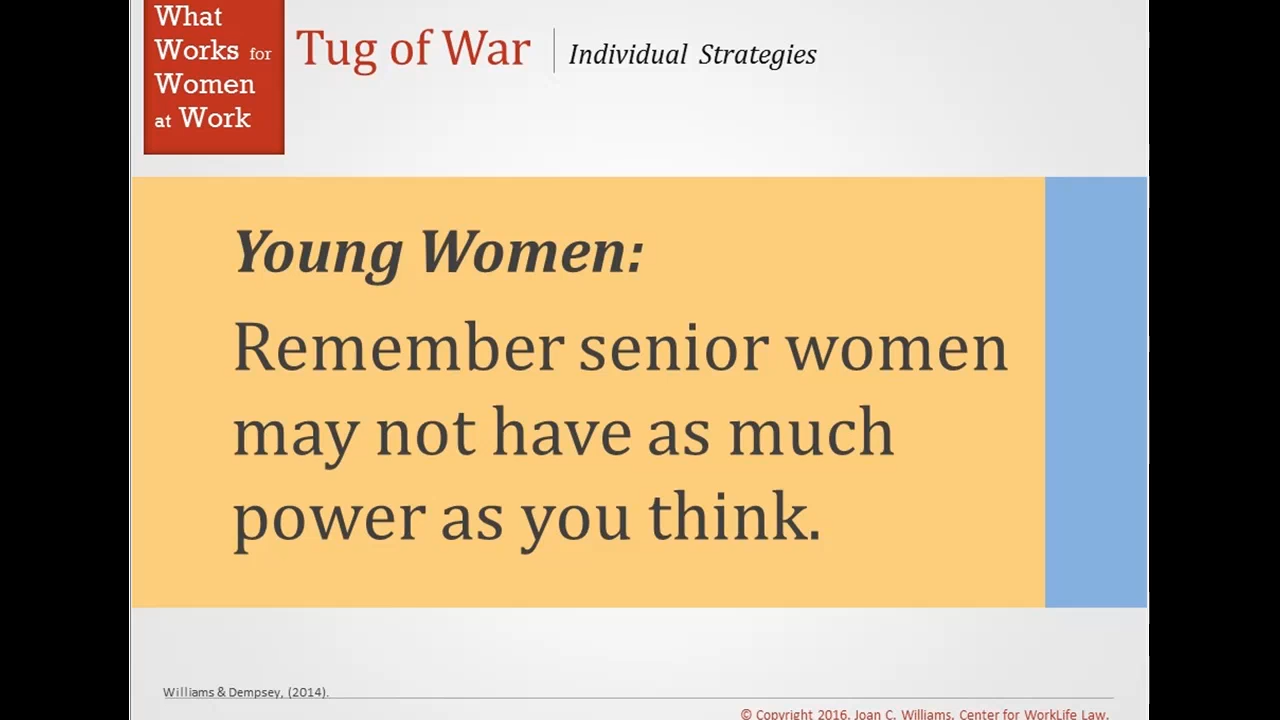 What
Works for
Women
at Work
Tug of War
Individual Strategies
Young Women:
Remember senior women
may not have as much
power as you think.
Williams & Dempsey, (2014).
© Copyright 2016. Joan C. Williams. Center for WorkLife Law.